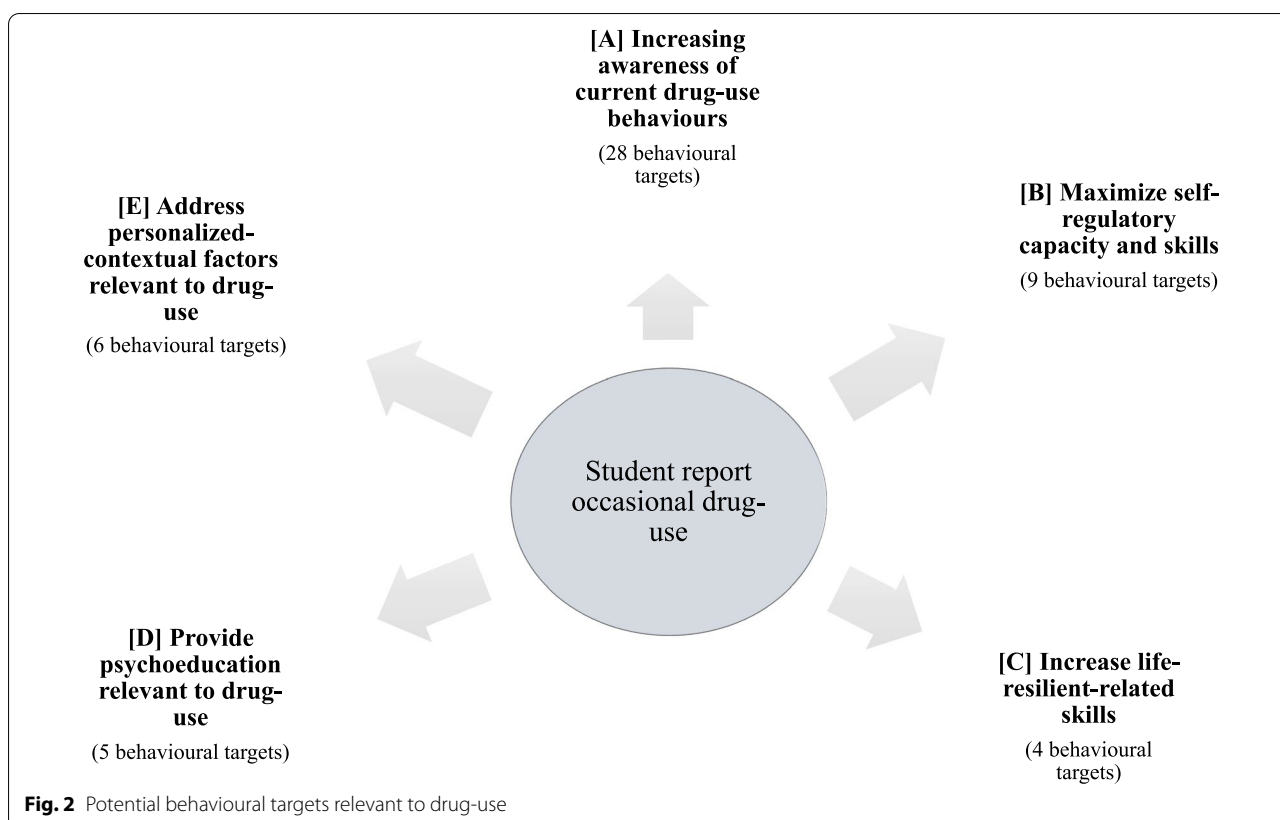 [A] Increasing
awareness of
current drug-use
behaviours
(28 behavioural
targets)
[B] Maximize self-
regulatory
capacity and skills
(9 behavioural targets)
[C] Increase life-
resilient-related
skills
(4 behavioural
targets)
[D] Provide
psychoeducation
relevant to drug-
use
(5 behavioural targets)
[E] Address
personalized-
contextual factors
relevant to drug-
use
(6 behavioural targets)
Student report
occasional drug-
use
Fig. 2 Potential behavioural targets relevant to drug-use